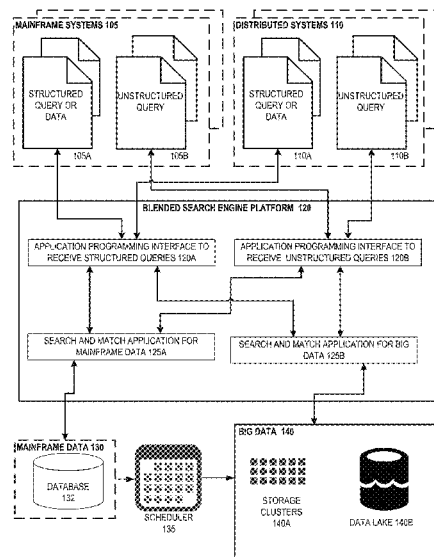 MAINFRAME SYSTEMS 105
DISTRIBUTED SYSTEMS 110
STRUCTURED
QUERY OR
DATA
UNSTRUCTURED
QUERY
STRUCTURED
QUERY OR
DATA
UNSTRUCTURED
QUERY
105A
105B
110A
110B
BLENDED SEARCH ENGINE PLATFORM 120
APPLICATION PROGRAMMING INTERFACE TO
RECEIVE STRUCTURED QUERIES 120A
APPLICATION PROGRAMMING INTERFACE TO
RECEIVE UNSTRUCTURED QUERIES 120B
SEARCH AND MATCH APPLICATION FOR
MAINFRAME DATA 125A
SEARCH AND MATCH APPLICATION FOR BIG
DATA 125B
MAINFRAME DATA 130
DATABASE
132
SCHEDULER
135
BIG DATA 140
STORAGE
CLUSTERS
140A
DATA LAKE 140B